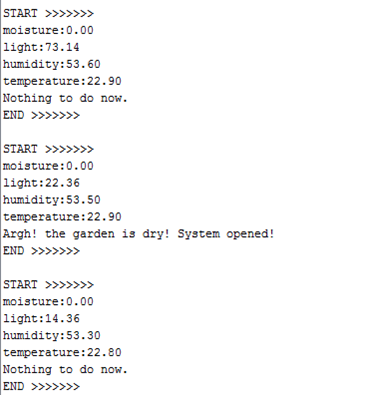 START >>>>>>>
moisture:0.00
light:73.14
humidity:53.60
temperature:22.90
Nothing to do now.
END >>>>>>>
START >>>>>>>
moisture:0.00
light:22.36
humidity:53.50
temperature:22.90
Argh! the garden is dry! System opened!
END >>>>>>>
START >>>>>>>
moisture:0.00
light:14.36
humidity:53.30
temperature:22.80
Nothing to do now.
END >>>>>>>